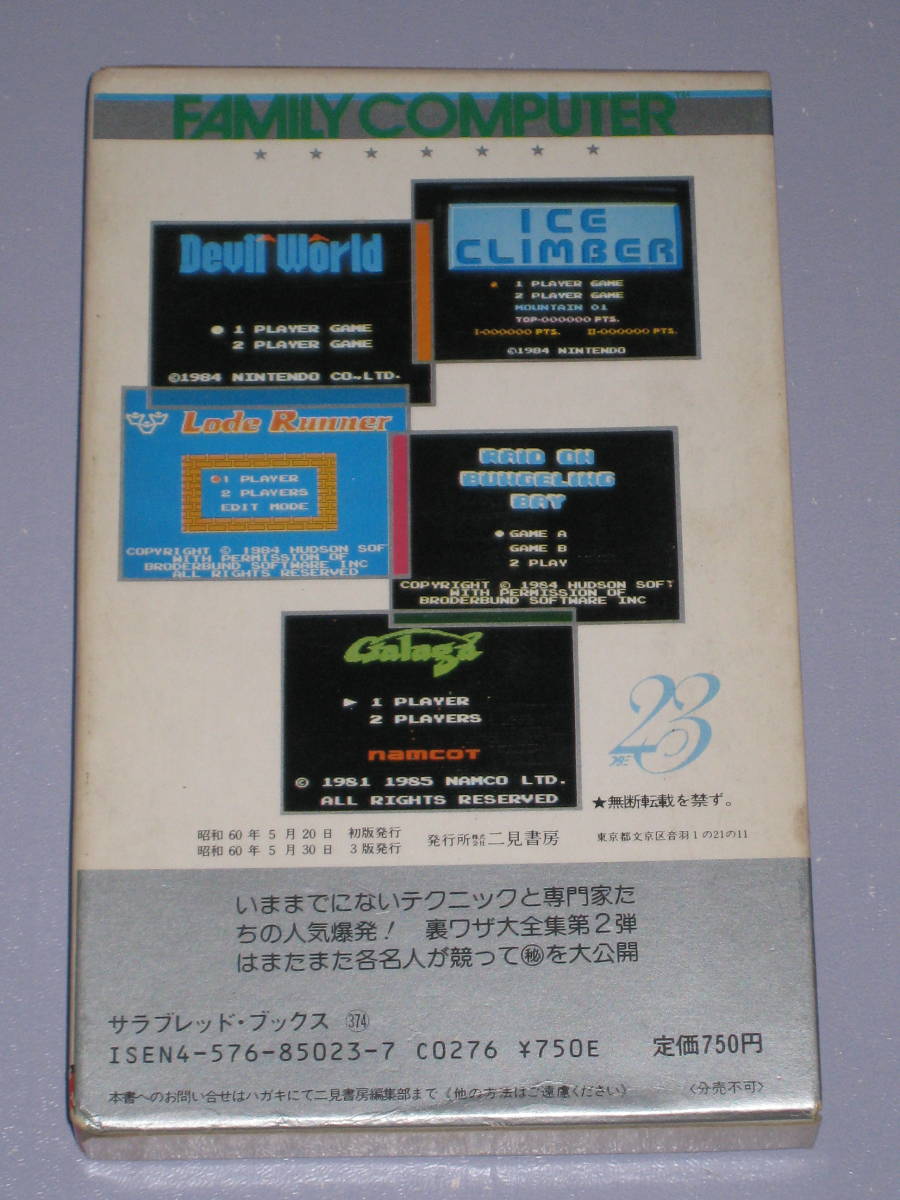 FAMILY COMPUTER™
★ ★ ★ ★ ★ ★ ★
Devil World
1 PLAYER GAME
2 PLAYER GAME
©1984 NINTENDO CO.,LTD.
ICE
CLIMBER
1 PLAYER GAME
2 PLAYER GAME
MOUNTAIN 01
TOP-000000 PTS.
I-000000 PTS. II-000000 PTS.
©1984 NINTENDO
Lode Runner
1 PLAYER
2 PLAYERS
EDIT MODE
COPYRIGHT © 1984 HUDSON SOF
WITH PERMISSION OF
BRODERBUND SOFTWARE INC
ALL RIGHTS RESERVED
RAID ON
BUNGELING
BAY
GAME A
GAME B
2 PLAY
COPYRIGHT © 1984 HUDSON SOFT
WITH PERMISSION OF
BRODERBUND SOFTWARE INC
Galaga
1 PLAYER
2 PLAYERS
namcot
© 1981 1985 NAMCO LTD.
ALL RIGHTS RESERVED
23
フタミ
★無断転載を禁ず。
昭和60年5月20日 初版発行
昭和60年5月30日 3版発行
発行所 株式会社 二見書房
東京都文京区音羽1の21の11
いままでにないテクニックと専門家た
ちの人気爆発! 裏ワザ大全集第2弾
はまたまた各名人が競って㊙を大公開
サラブレッド・ブックス 374
ISEN4-576-85023-7 C0276 ¥750E 定価750円
本書へのお問い合せはハガキにて二見書房編集部まで《他の方法はご遠慮ください》 〈分売不可〉